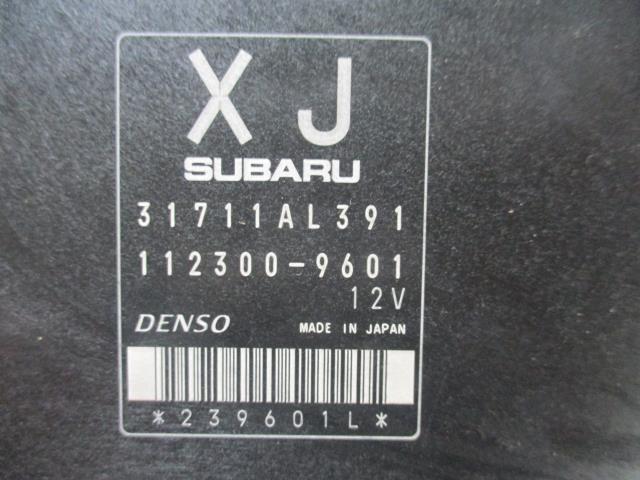 XJ
SUBARU
31711AL391
112300-9601
12V
DENSO MADE IN JAPAN
*239601L*